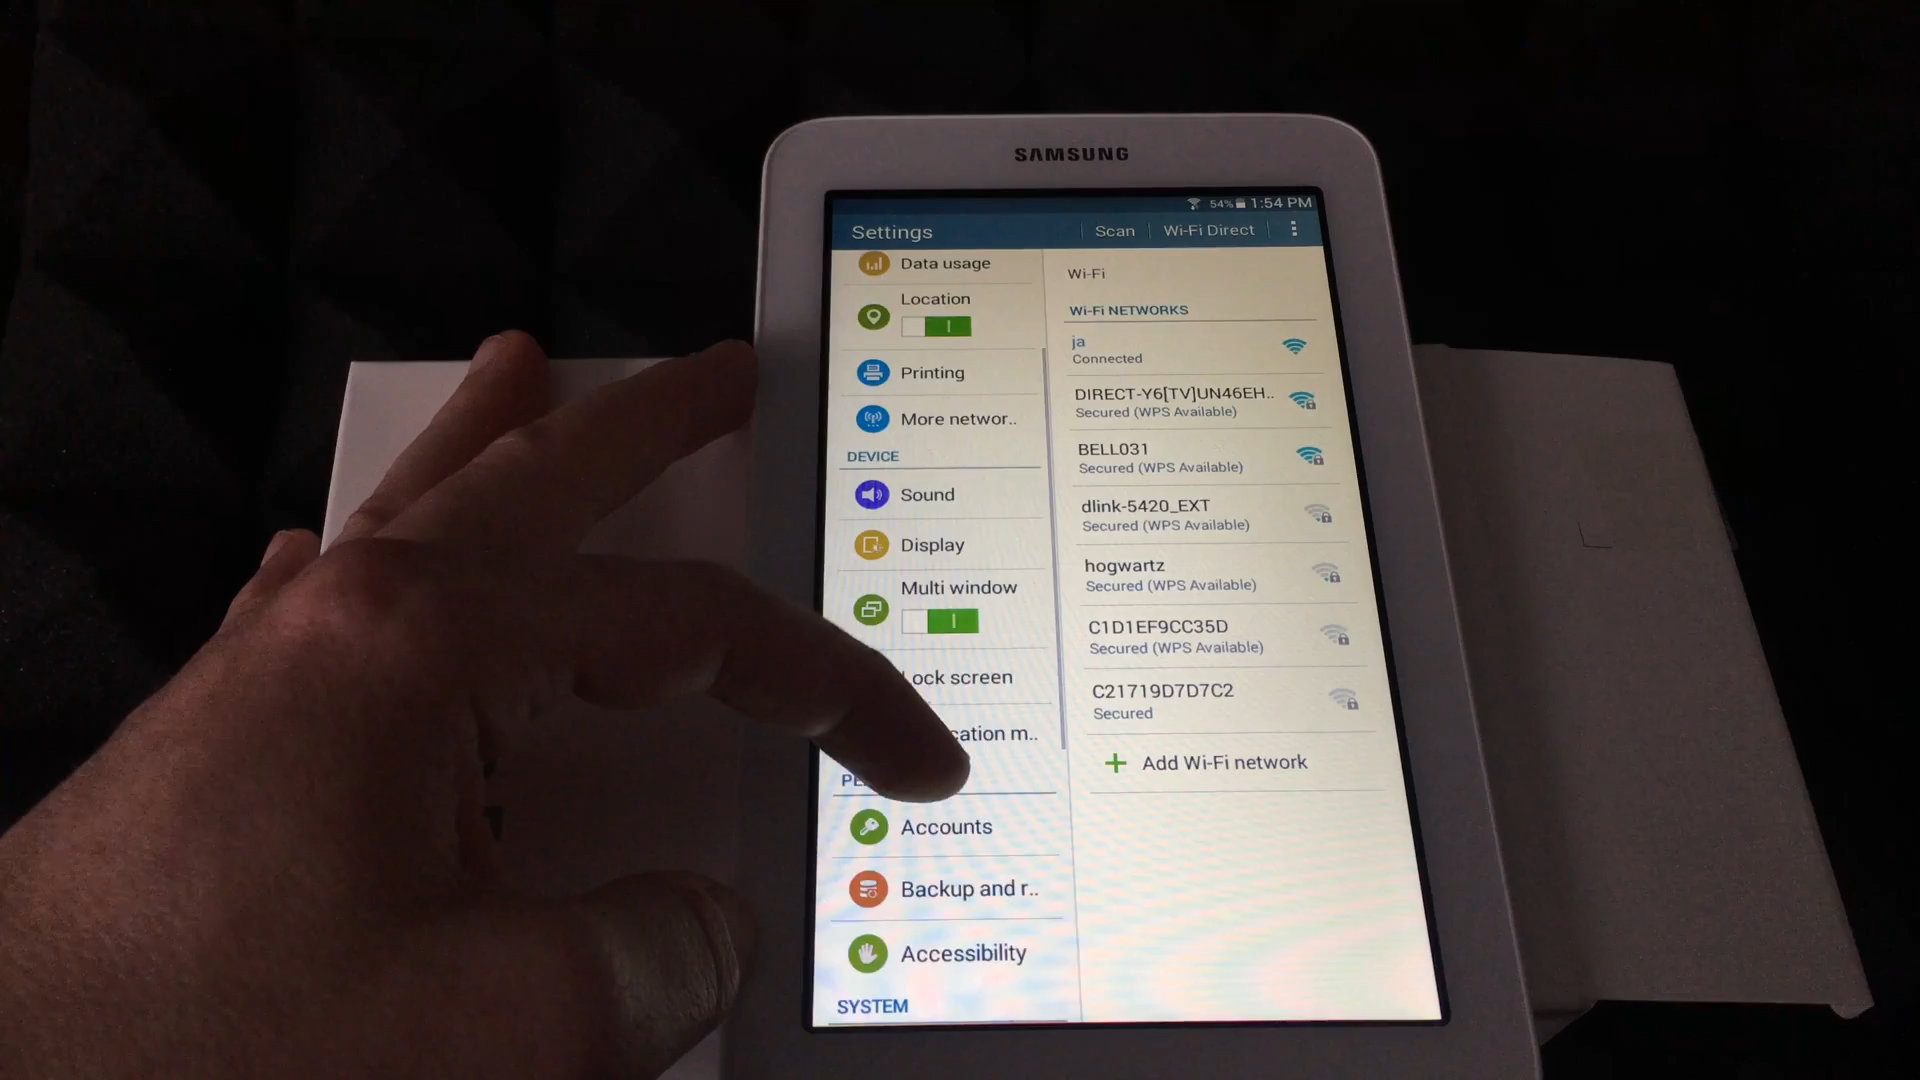 SAMSUNG
54% 1:54 PM
Settings
Scan
Wi-Fi Direct
Data usage
Location
Printing
More networ..
DEVICE
Sound
Display
Multi window
ock screen
cation m..
PE
Accounts
Backup and r..
Accessibility
SYSTEM
Wi-Fi
Wi-Fi NETWORKS
ja
Connected
DIRECT-Y6[TV]UN46EH..
Secured (WPS Available)
BELL031
Secured (WPS Available)
dlink-5420_EXT
Secured (WPS Available)
hogwartz
Secured (WPS Available)
C1D1EF9CC35D
Secured (WPS Available)
C21719D7D7C2
Secured
Add Wi-Fi network